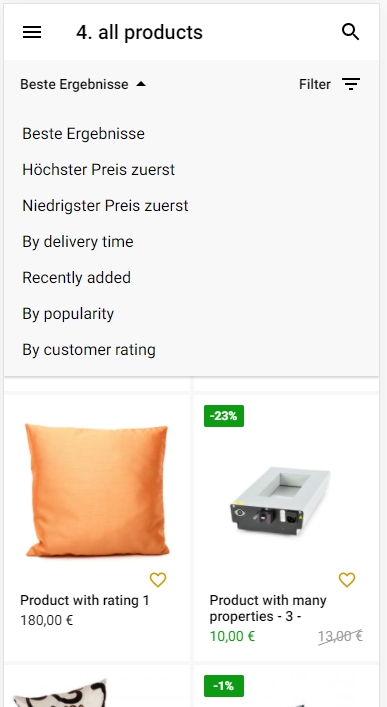 4. all products
Beste Ergebnisse
Filter
Beste Ergebnisse
Höchster Preis zuerst
Niedrigster Preis zuerst
By delivery time
Recently added
By popularity
By customer rating
-23%
Product with rating 1
180,00 €
Product with many
properties - 3 -
10,00 €
13,00 €
-1%